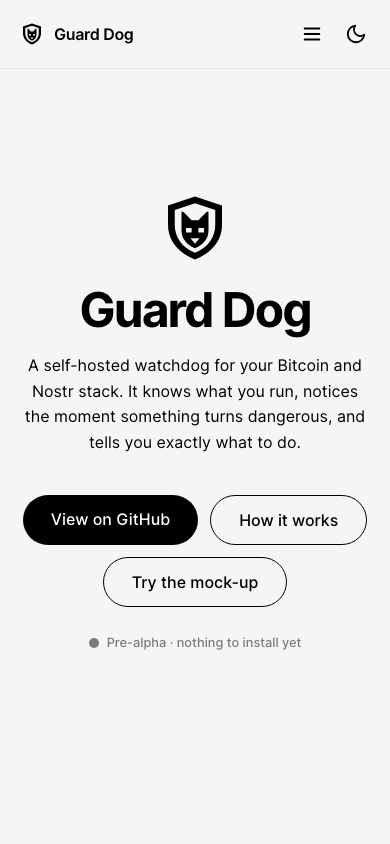 Guard Dog
Guard Dog
A self-hosted watchdog for your Bitcoin and
Nostr stack. It knows what you run, notices
the moment something turns dangerous, and
tells you exactly what to do.
View on GitHub
How it works
Try the mock-up
Pre-alpha · nothing to install yet